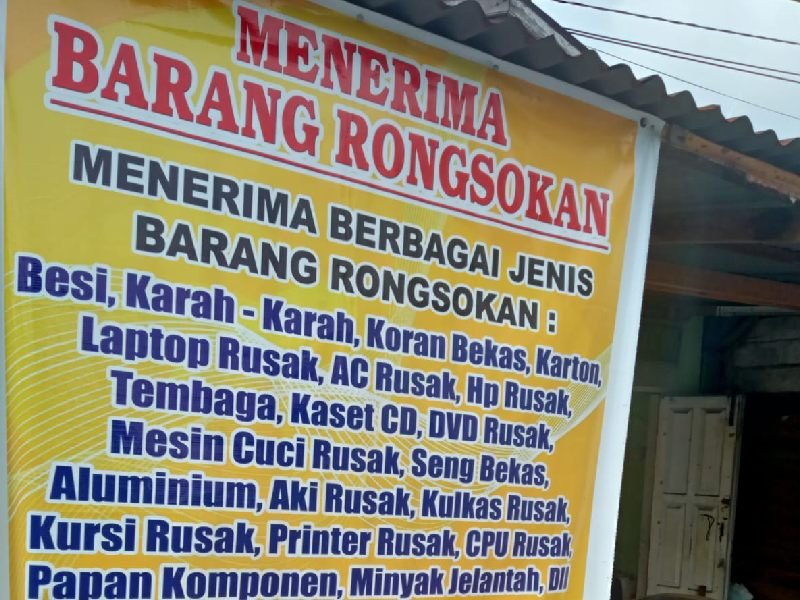 MENERIMA
BARANG RONGSOKAN
MENERIMA BERBAGAI JENIS
BARANG RONGSOKAN :
Besi, Karah - Karah, Koran Bekas, Karton,
Laptop Rusak, AC Rusak, Hp Rusak,
Tembaga, Kaset CD, DVD Rusak,
Mesin Cuci Rusak, Seng Bekas,
Aluminium, Aki Rusak, Kulkas Rusak,
Kursi Rusak, Printer Rusak, CPU Rusak,
Papan Komponen, Minyak Jelantah, Dll